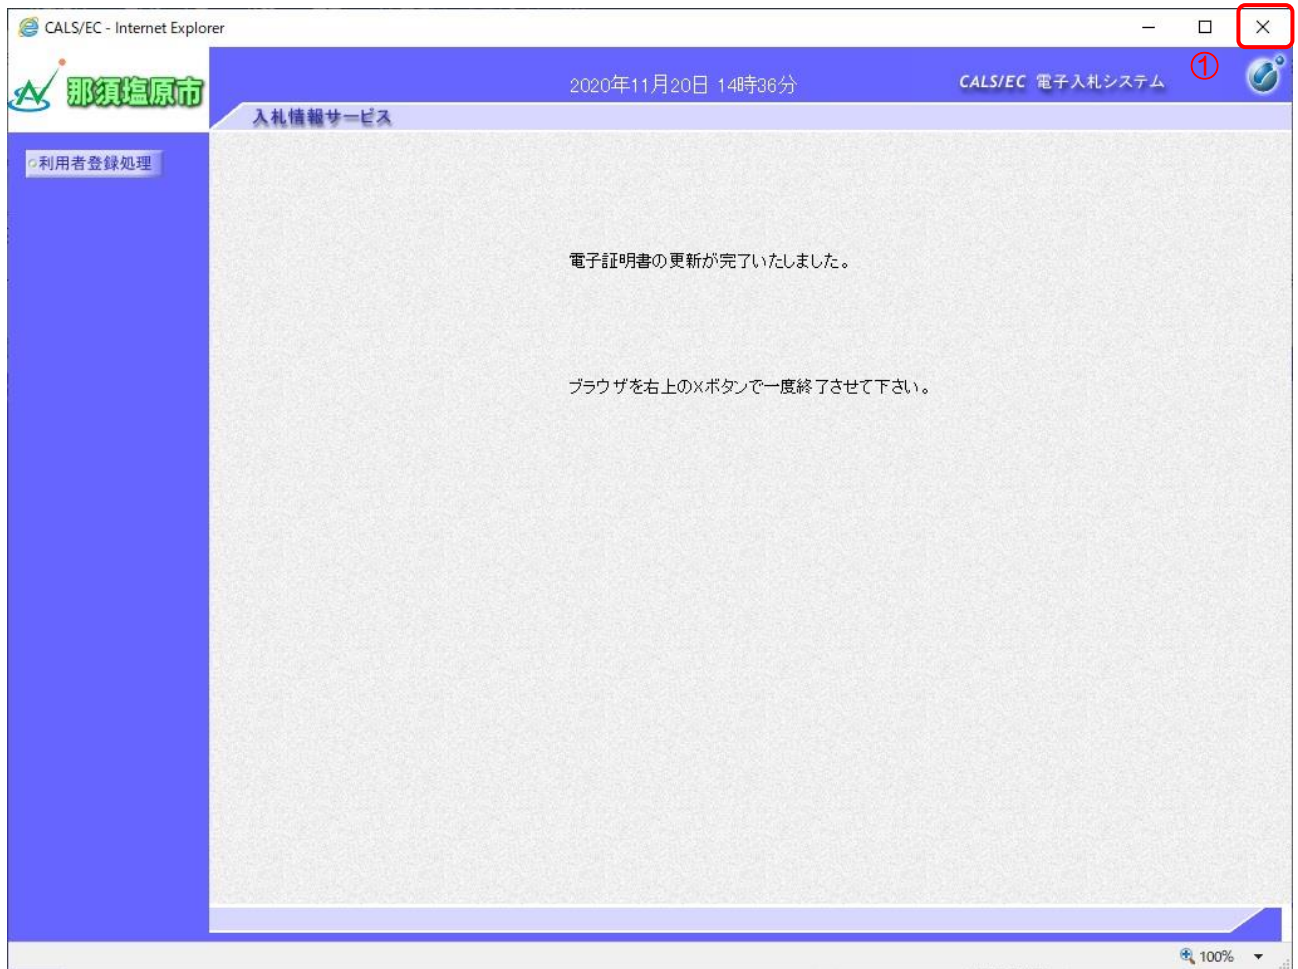 CALS/EC - Internet Explorer
那須塩原市
2020年11月20日 14時36分
CALS/EC 電子入札システム
①
入札情報サービス
利用者登録処理
電子証明書の更新が完了いたしました。
ブラウザを右上の×ボタンで一度終了させて下さい。
100%